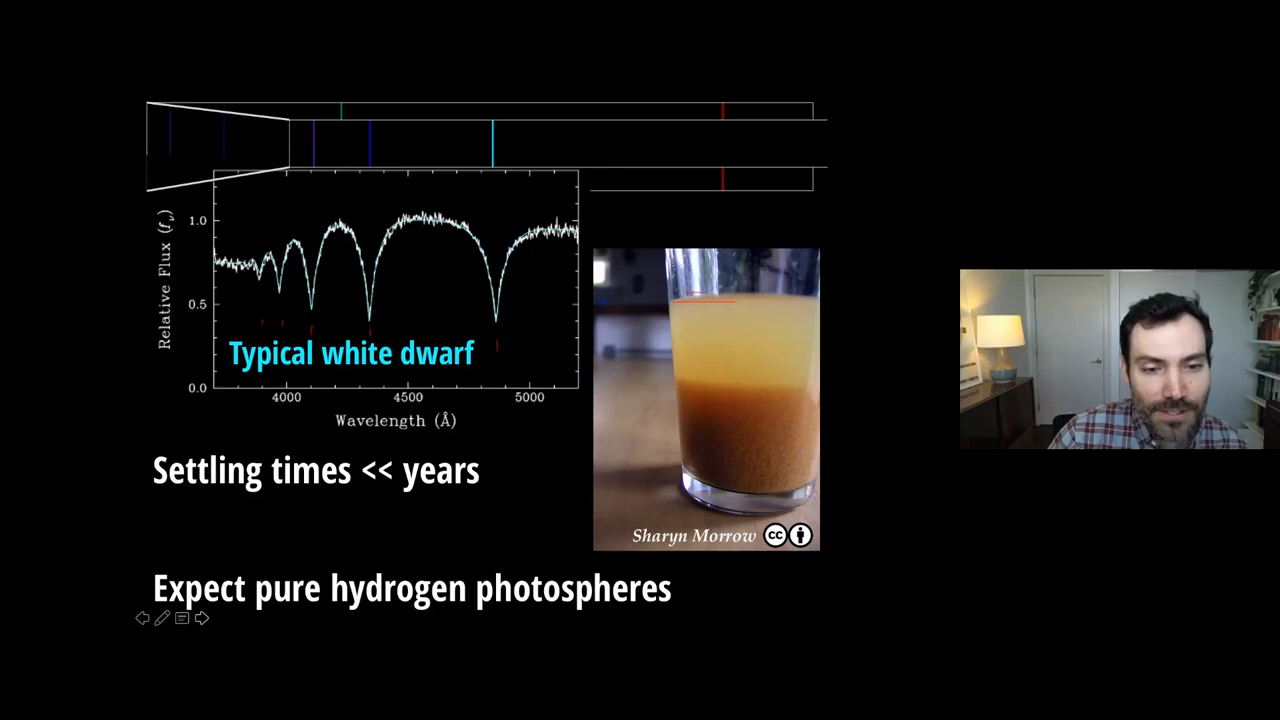 1.0
0.5
0.0
Relative Flux (fν)
4000 4500 5000
Wavelength (Å)
Typical white dwarf
Settling times << years
Sharyn Morrow cc
Expect pure hydrogen photospheres